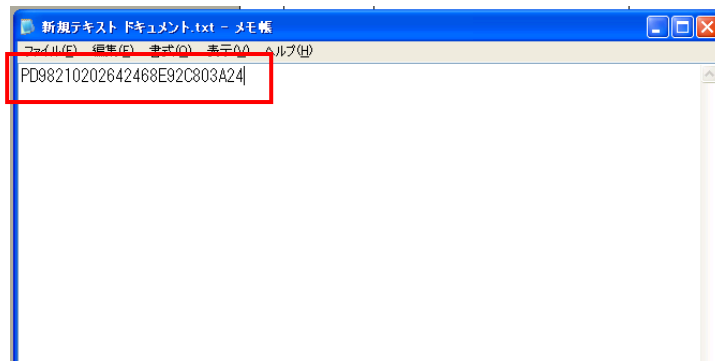 新規テキスト ドキュメント.txt - メモ帳
ファイル(F) 編集(E) 書式(O) 表示(V) ヘルプ(H)
PD98210202642468E92C803A24